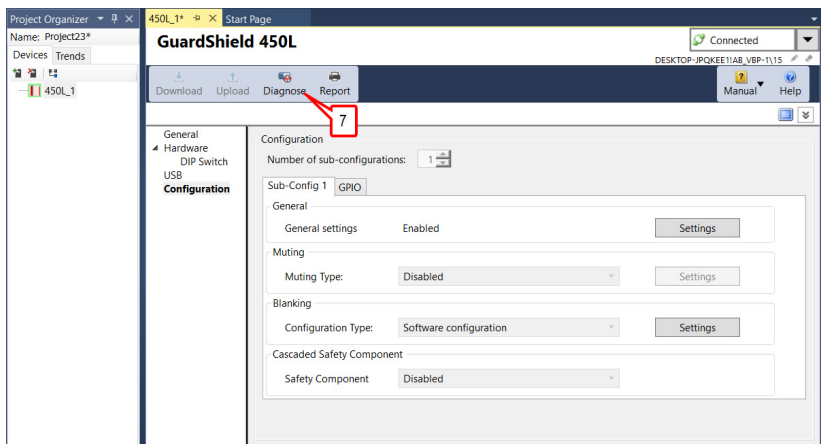 Project Organizer
Name: Project23*
Devices Trends
450L_1
450L_1* Start Page
GuardShield 450L
Connected
DESKTOP-JPQKEE1!AB_VBP-1\15
Download Upload Diagnose Report
Manual Help
7
General
Hardware
DIP Switch
USB
Configuration
Configuration
Number of sub-configurations: 1
Sub-Config 1 GPIO
General
General settings Enabled Settings
Muting
Muting Type: Disabled Settings
Blanking
Configuration Type: Software configuration Settings
Cascaded Safety Component
Safety Component Disabled